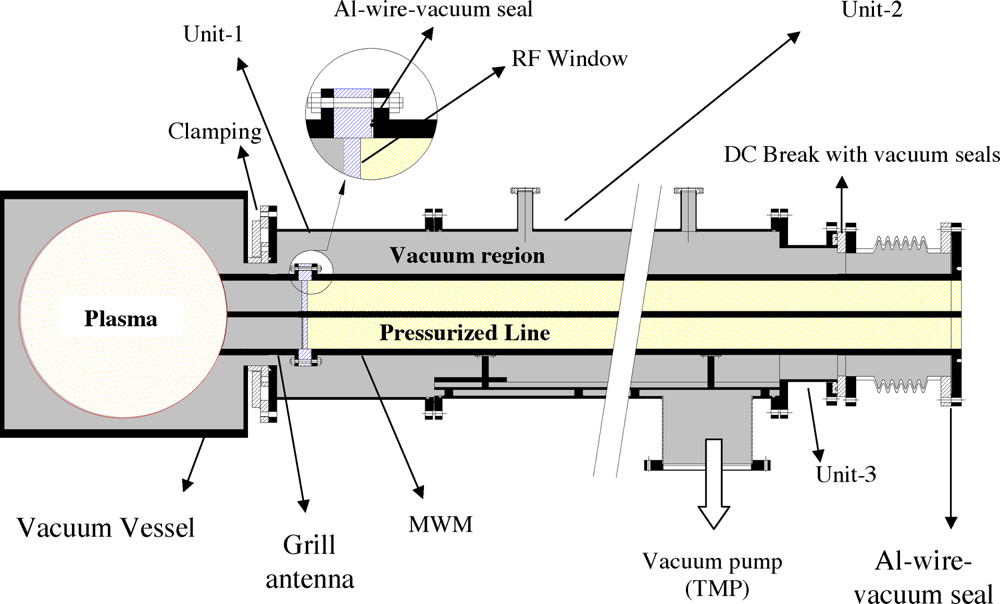 Al-wire-vacuum seal
Unit-2
Unit-1
RF Window
Clamping
DC Break with vacuum seals
Vacuum region
Plasma
Pressurized Line
Unit-3
Vacuum Vessel
MWM
Grill
antenna
Vacuum pump
(TMP)
Al-wire-
vacuum seal